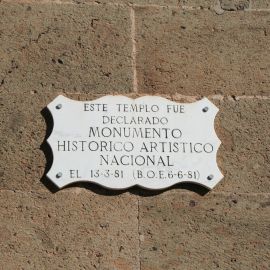 ESTE TEMPLO FUE
DECLARADO
MONUMENTO
HISTORICO ARTISTICO
NACIONAL
EL 13-3-81 (B.O.E. 6-6-81)